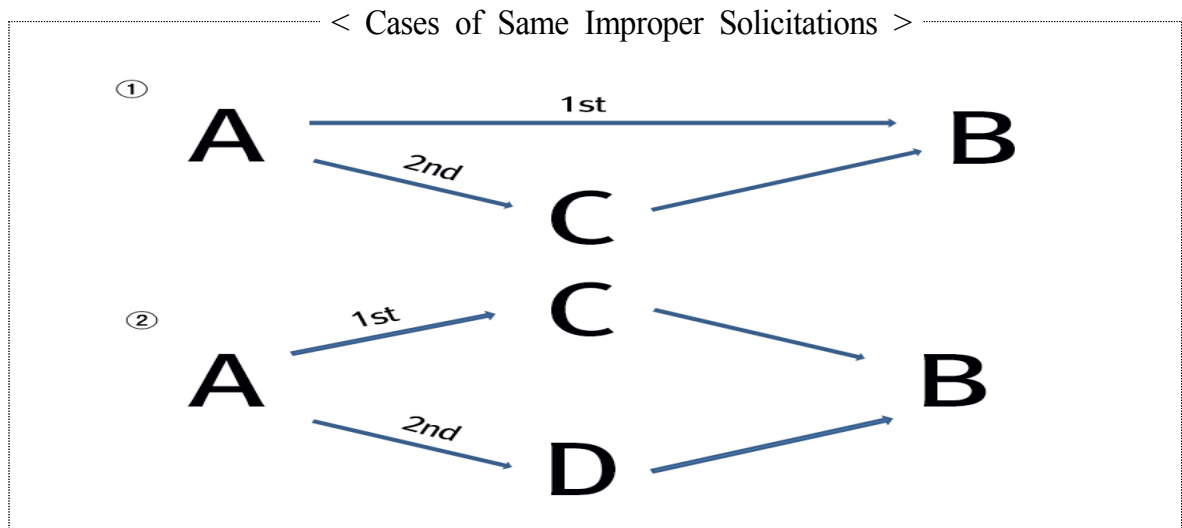 < Cases of Same Improper Solicitations >
①
A 1st B
2nd
C
②
C
1st
A B
2nd
D